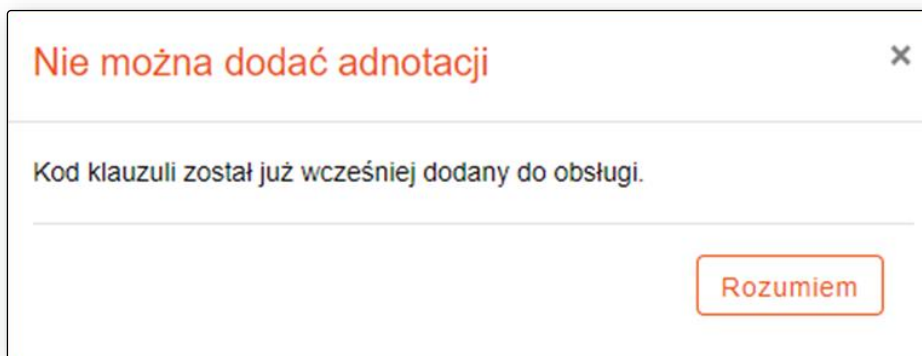 Nie można dodać adnotacji
Kod klauzuli został już wcześniej dodany do obsługi.
Rozumiem